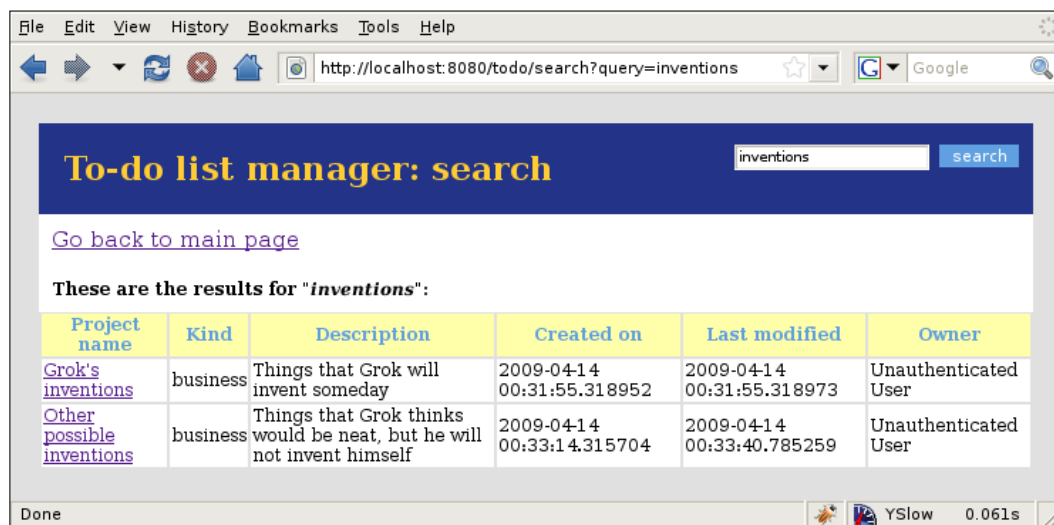 File Edit View History Bookmarks Tools Help
http://localhost:8080/todo/search?query=inventions
G Google
To-do list manager: search
inventions
search
Go back to main page
These are the results for "inventions":
Project name Kind Description Created on Last modified Owner
Grok's inventions business Things that Grok will invent someday 2009-04-14 00:31:55.318952 2009-04-14 00:31:55.318973 Unauthenticated User
Other possible inventions business Things that Grok thinks would be neat, but he will not invent himself 2009-04-14 00:33:14.315704 2009-04-14 00:33:40.785259 Unauthenticated User
Done YSlow 0.061s